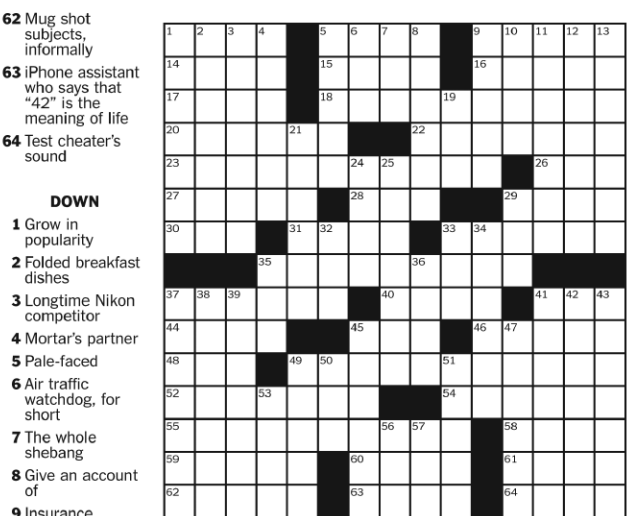 62 Mug shot
subjects,
informally
63 iPhone assistant
who says that
“42” is the
meaning of life
64 Test cheater’s
sound
DOWN
1 Grow in
popularity
2 Folded breakfast
dishes
3 Longtime Nikon
competitor
4 Mortar’s partner
5 Pale-faced
6 Air traffic
watchdog, for
short
7 The whole
shebang
8 Give an account
of
9 Insurance
1 2 3 4 5 6 7 8 9 10 11 12 13
14 15 16
17 18 19
20 21 22
23 24 25 26
27 28 29
30 31 32 33 34
35 36
37 38 39 40 41 42 43
44 45 46 47
48 49 50 51
52 53 54
55 56 57 58
59 60 61
62 63 64